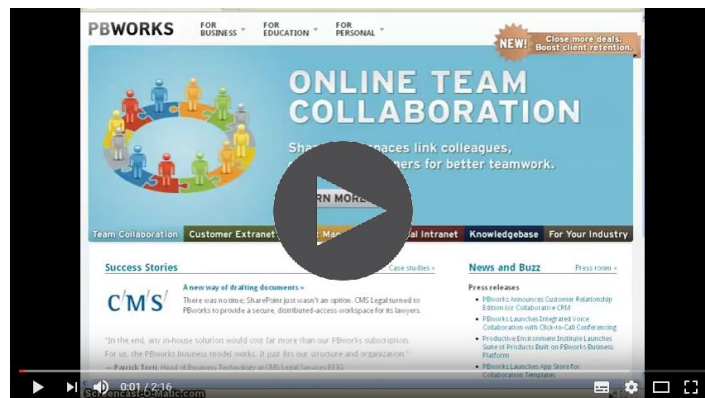 PBWORKS
FOR BUSINESS
FOR EDUCATION
FOR PERSONAL
NEW!
Close more deals.
Boost client retention.
ONLINE TEAM
COLLABORATION
spaces link colleagues,
for better teamwork.
MORE
Team Collaboration Customer Extranet Intranet Knowledgebase For Your Industry
Success Stories
Case studies »
A new way of drafting documents »
C/M/S/
There was no time; SharePoint just wasn't an option. CMS Legal turned to
PBworks to provide a secure, distributed-access workspace for its lawyers.
"In the end, any in-house solution would cost far more than our PBworks subscription.
For us, the PBworks business model works. It just fits our structure and organization."
— Patrick Terri, Head of Business Technology at CMS Legal Services
News and Buzz
Press room »
Press releases
PBworks Announces Customer Relationship
Edition for Collaborative CRM
PBworks Launches Integrated Voice
Collaboration with Click-to-Call Conferencing
Productive Environment Institute Launches
Suite of Products Built on PBworks Business
Platform
PBworks Launches App Store for
Collaboration Templates
0:01 / 2:16
Screencast-O-Matic.com